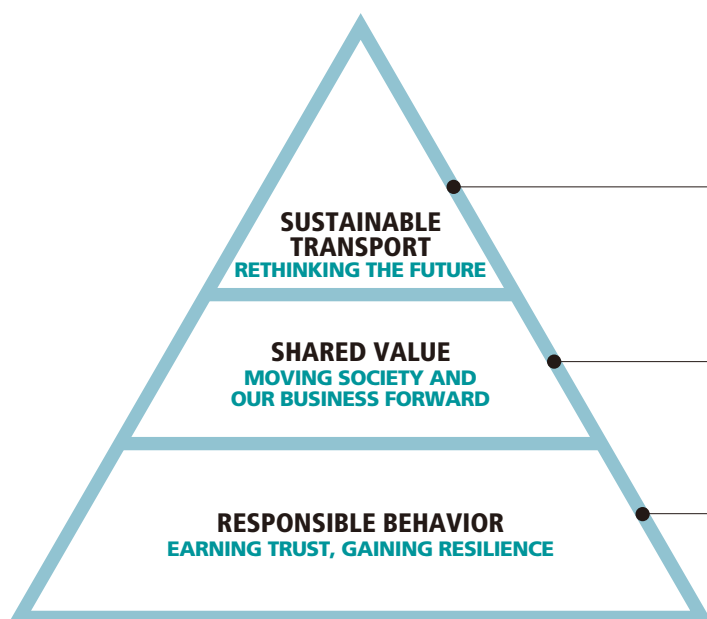 SUSTAINABLE
TRANSPORT
RETHINKING THE FUTURE
SHARED VALUE
MOVING SOCIETY AND
OUR BUSINESS FORWARD
RESPONSIBLE BEHAVIOR
EARNING TRUST, GAINING RESILIENCE